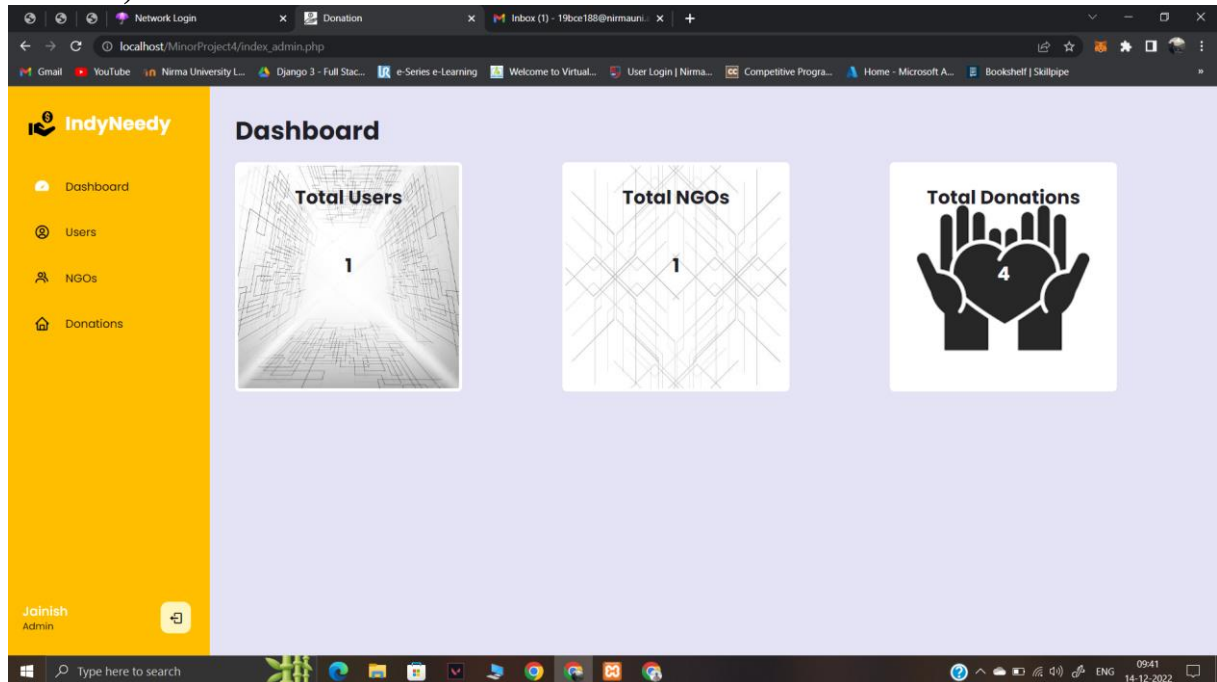 Network Login
Donation
Inbox (1) - 19bce188@nirmauni.
localhost/MinorProject4/index_admin.php
Gmail
YouTube
Nirma University L...
Django 3 - Full Stac...
e-Series e-Learning
Welcome to Virtual...
User Login | Nirma...
Competitive Progra...
Home - Microsoft A...
Bookshelf | Skillpipe
»
IndyNeedy
Dashboard
Users
NGOs
Donations
Jainish
Admin
Dashboard
Total Users
1
Total NGOs
1
Total Donations
4
Type here to search
ENG
09:41
14-12-2022